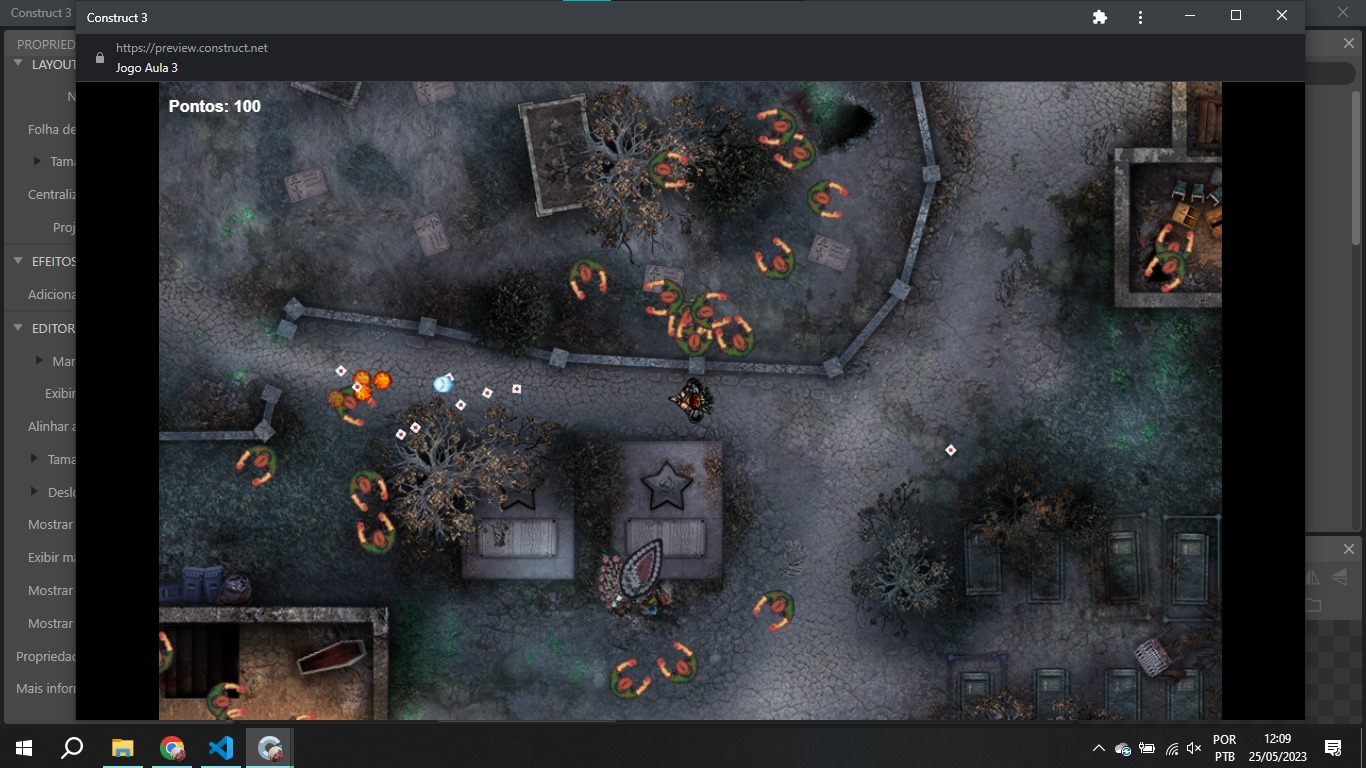 Construct 3
Construct 3
https://preview.construct.net
Jogo Aula 3
PROPRIED
LAYOUT
N
Folha de
Tama
Centraliz
Proj
EFEITOS
Adiciona
EDITOR
Mar
Exibir
Alinhar a
Tama
Deslo
Mostrar
Exibir ma
Mostrar
Mostrar
Propriedad
Mais inforr
Pontos: 100
POR
PTB
12:09
25/05/2023